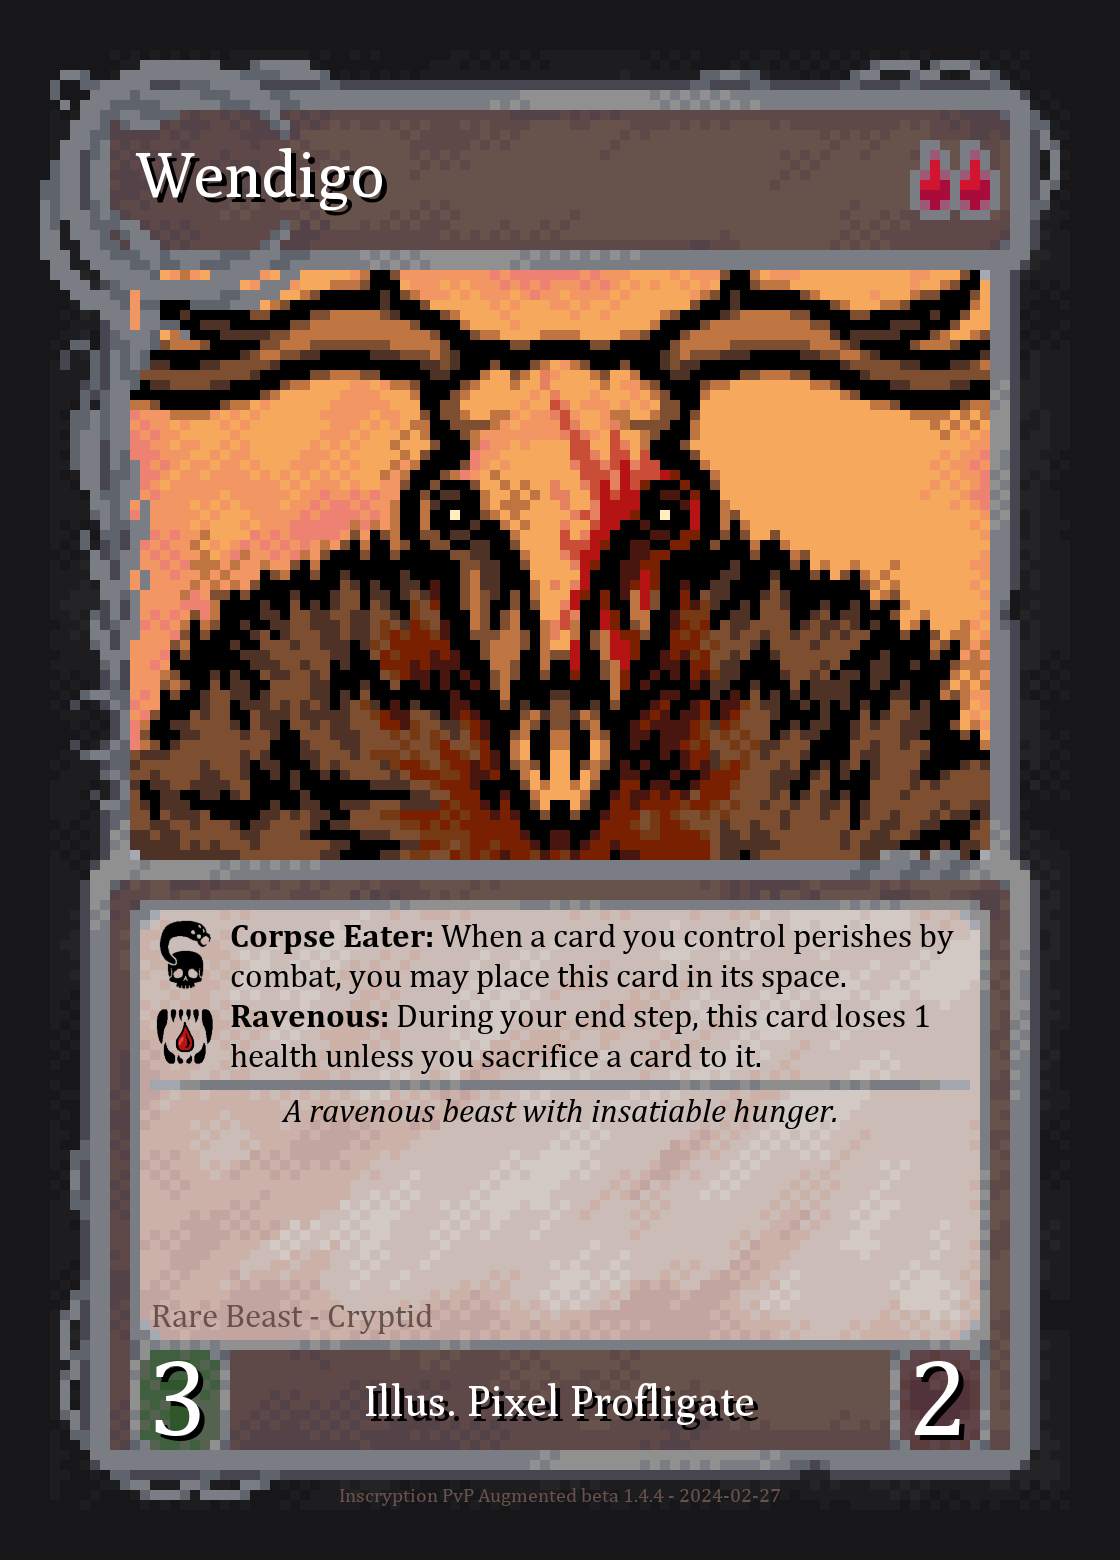 Wendigo
Corpse Eater: When a card you control perishes by
combat, you may place this card in its space.
Ravenous: During your end step, this card loses 1
health unless you sacrifice a card to it.
A ravenous beast with insatiable hunger.
Rare Beast - Cryptid
3
Illus. Pixel Profligate
2
Inscryption PvP Augmented beta 1.4.4 - 2024-02-27